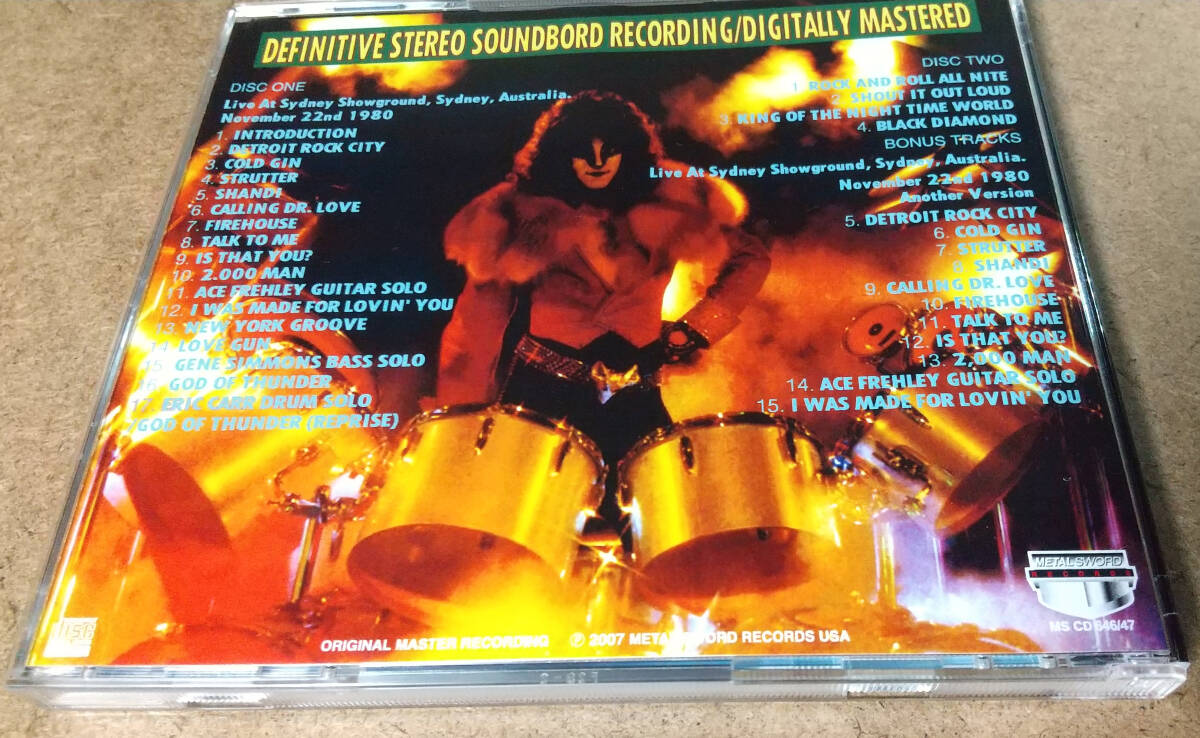 DEFINITIVE STEREO SOUNDBORD RECORDING/DIGITALLY MASTERED
DISC ONE
Live At Sydney Showground, Sydney, Australia.
November 22nd 1980
1. INTRODUCTION
2. DETROIT ROCK CITY
3. COLD GIN
4. STRUTTER
5. SHANDI
6. CALLING DR. LOVE
7. FIREHOUSE
8. TALK TO ME
9. IS THAT YOU?
10. 2.000 MAN
11. ACE FREHLEY GUITAR SOLO
12. I WAS MADE FOR LOVIN' YOU
13. NEW YORK GROOVE
14. LOVE GUN
15. GENE SIMMONS BASS SOLO
16. GOD OF THUNDER
17. ERIC CARR DRUM SOLO
/GOD OF THUNDER (REPRISE)
DISC TWO
1. ROCK AND ROLL ALL NITE
2. SHOUT IT OUT LOUD
3. KING OF THE NIGHT TIME WORLD
4. BLACK DIAMOND
BONUS TRACKS
Live At Sydney Showground, Sydney, Australia.
November 22nd 1980
Another Version
5. DETROIT ROCK CITY
6. COLD GIN
7. STRUTTER
8. SHANDI
9. CALLING DR. LOVE
10. FIREHOUSE
11. TALK TO ME
12. IS THAT YOU?
13. 2,000 MAN
14. ACE FREHLEY GUITAR SOLO
15. I WAS MADE FOR LOVIN' YOU
METAL SWORD
RECORDS
MS CD 646/47
ORIGINAL MASTER RECORDING ℗ 2007 METAL SWORD RECORDS USA